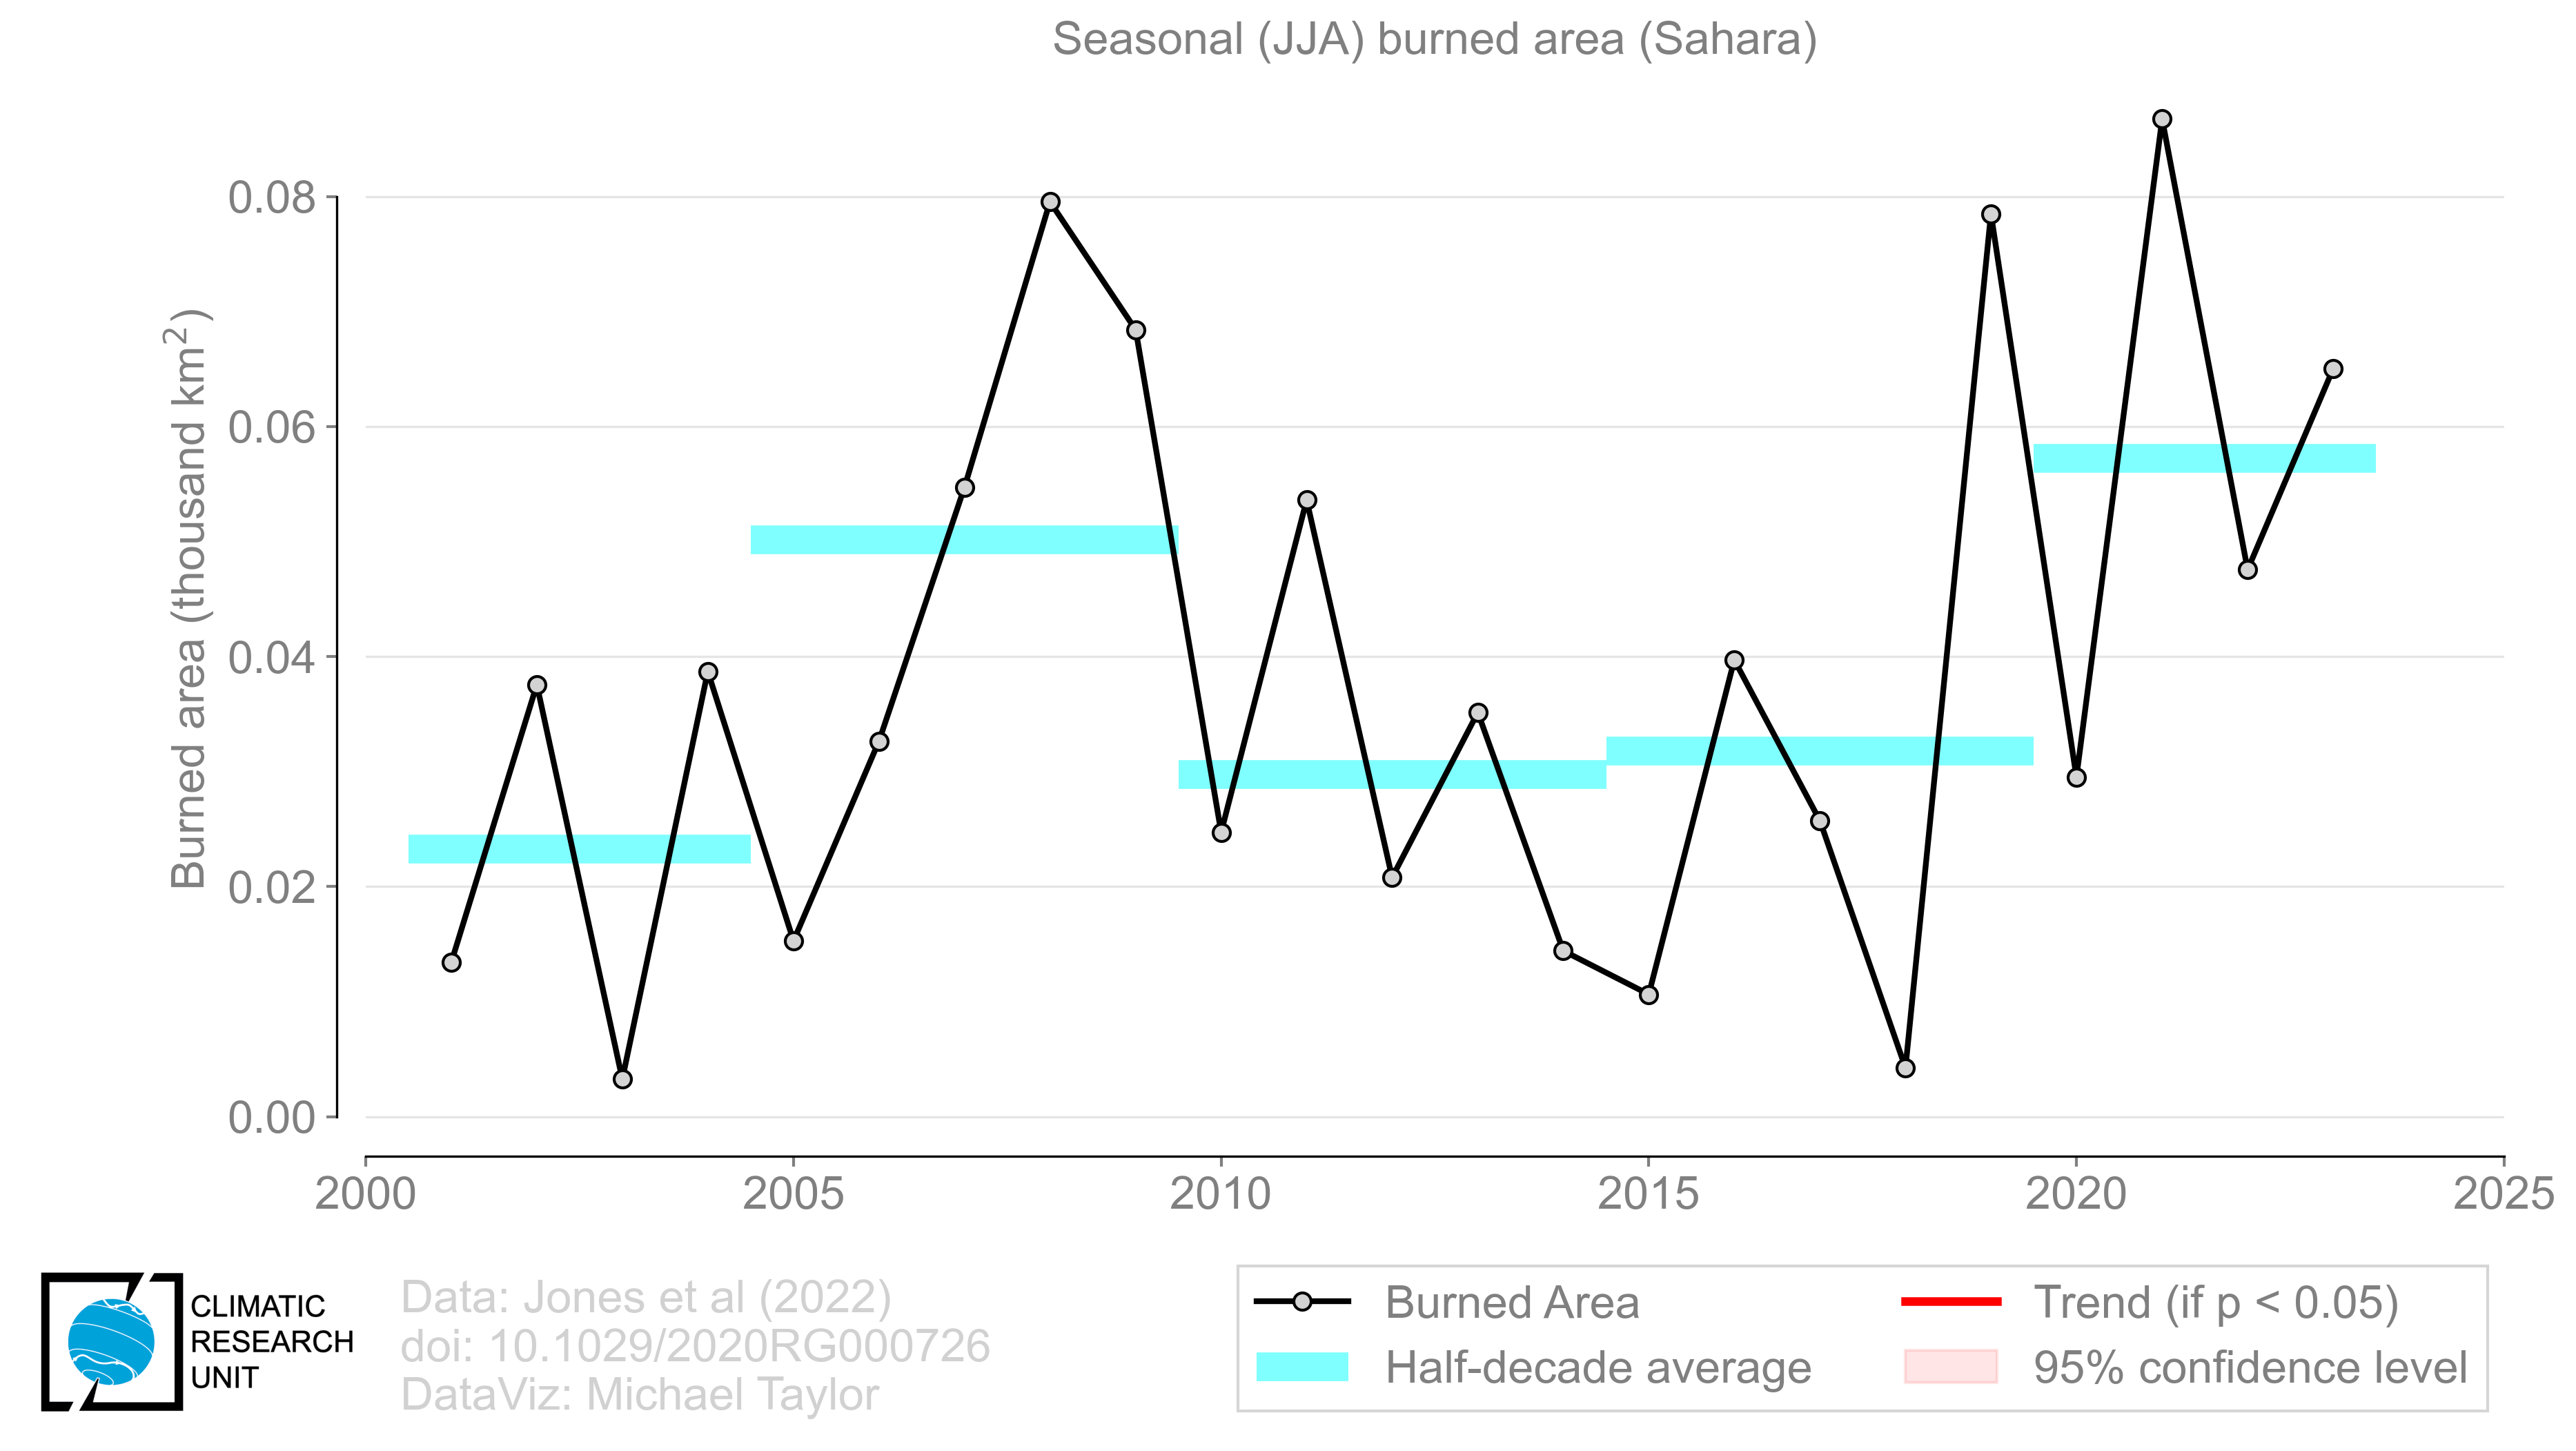 Seasonal (JJA) burned area (Sahara)
Burned area (thousand km²)
0.08
0.06
0.04
0.02
0.00
2000 2005 2010 2015 2020 2025
CLIMATIC
RESEARCH
UNIT
Data: Jones et al (2022)
doi: 10.1029/2020RG000726
DataViz: Michael Taylor
Burned Area
Half-decade average
Trend (if p < 0.05)
95% confidence level